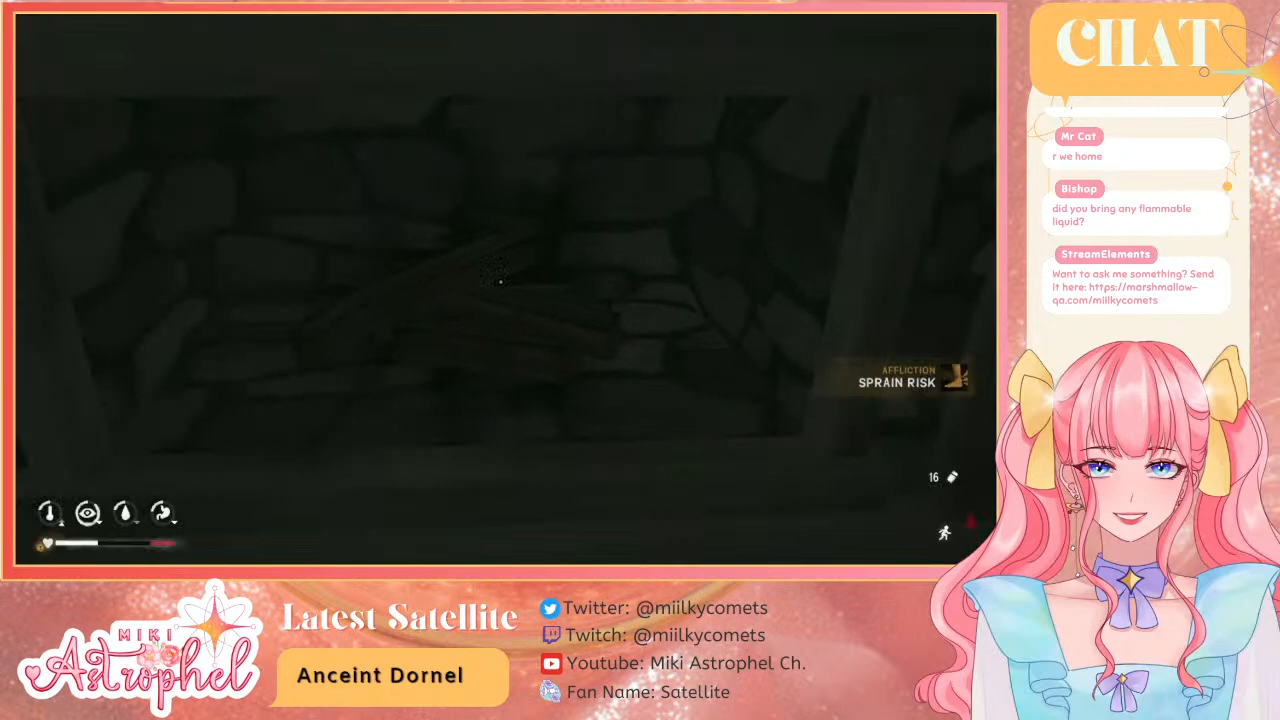 CHAT
Mr Cat
r we home
Bishop
did you bring any flammable
liquid?
StreamElements
Want to ask me something? Send
it here: https://marshmallow-
qa.com/miilkycomets
AFFLICTION
SPRAIN RISK
16
MIKI
Astrophel
Latest Satellite
Anceint Dornel
Twitter: @miilkycomets
Twitch: @miilkycomets
Youtube: Miki Astrophel Ch.
Fan Name: Satellite